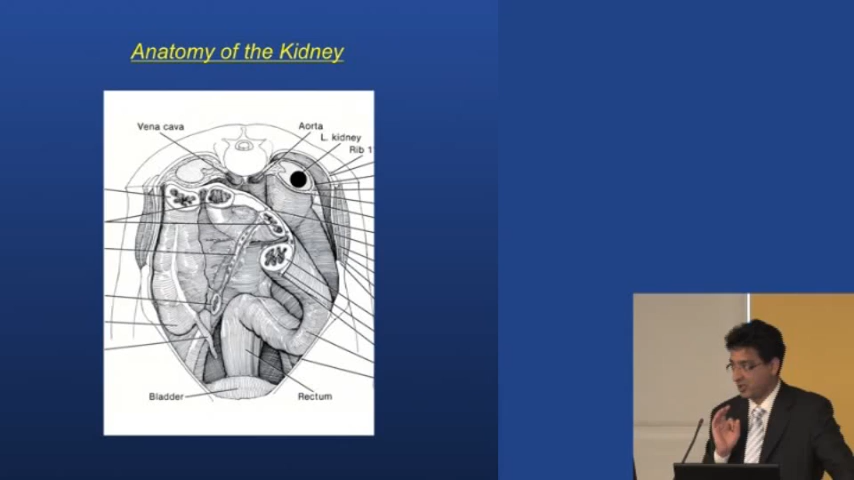 Anatomy of the Kidney
Vena cava
Aorta
L. kidney
Rib 1
Bladder
Rectum